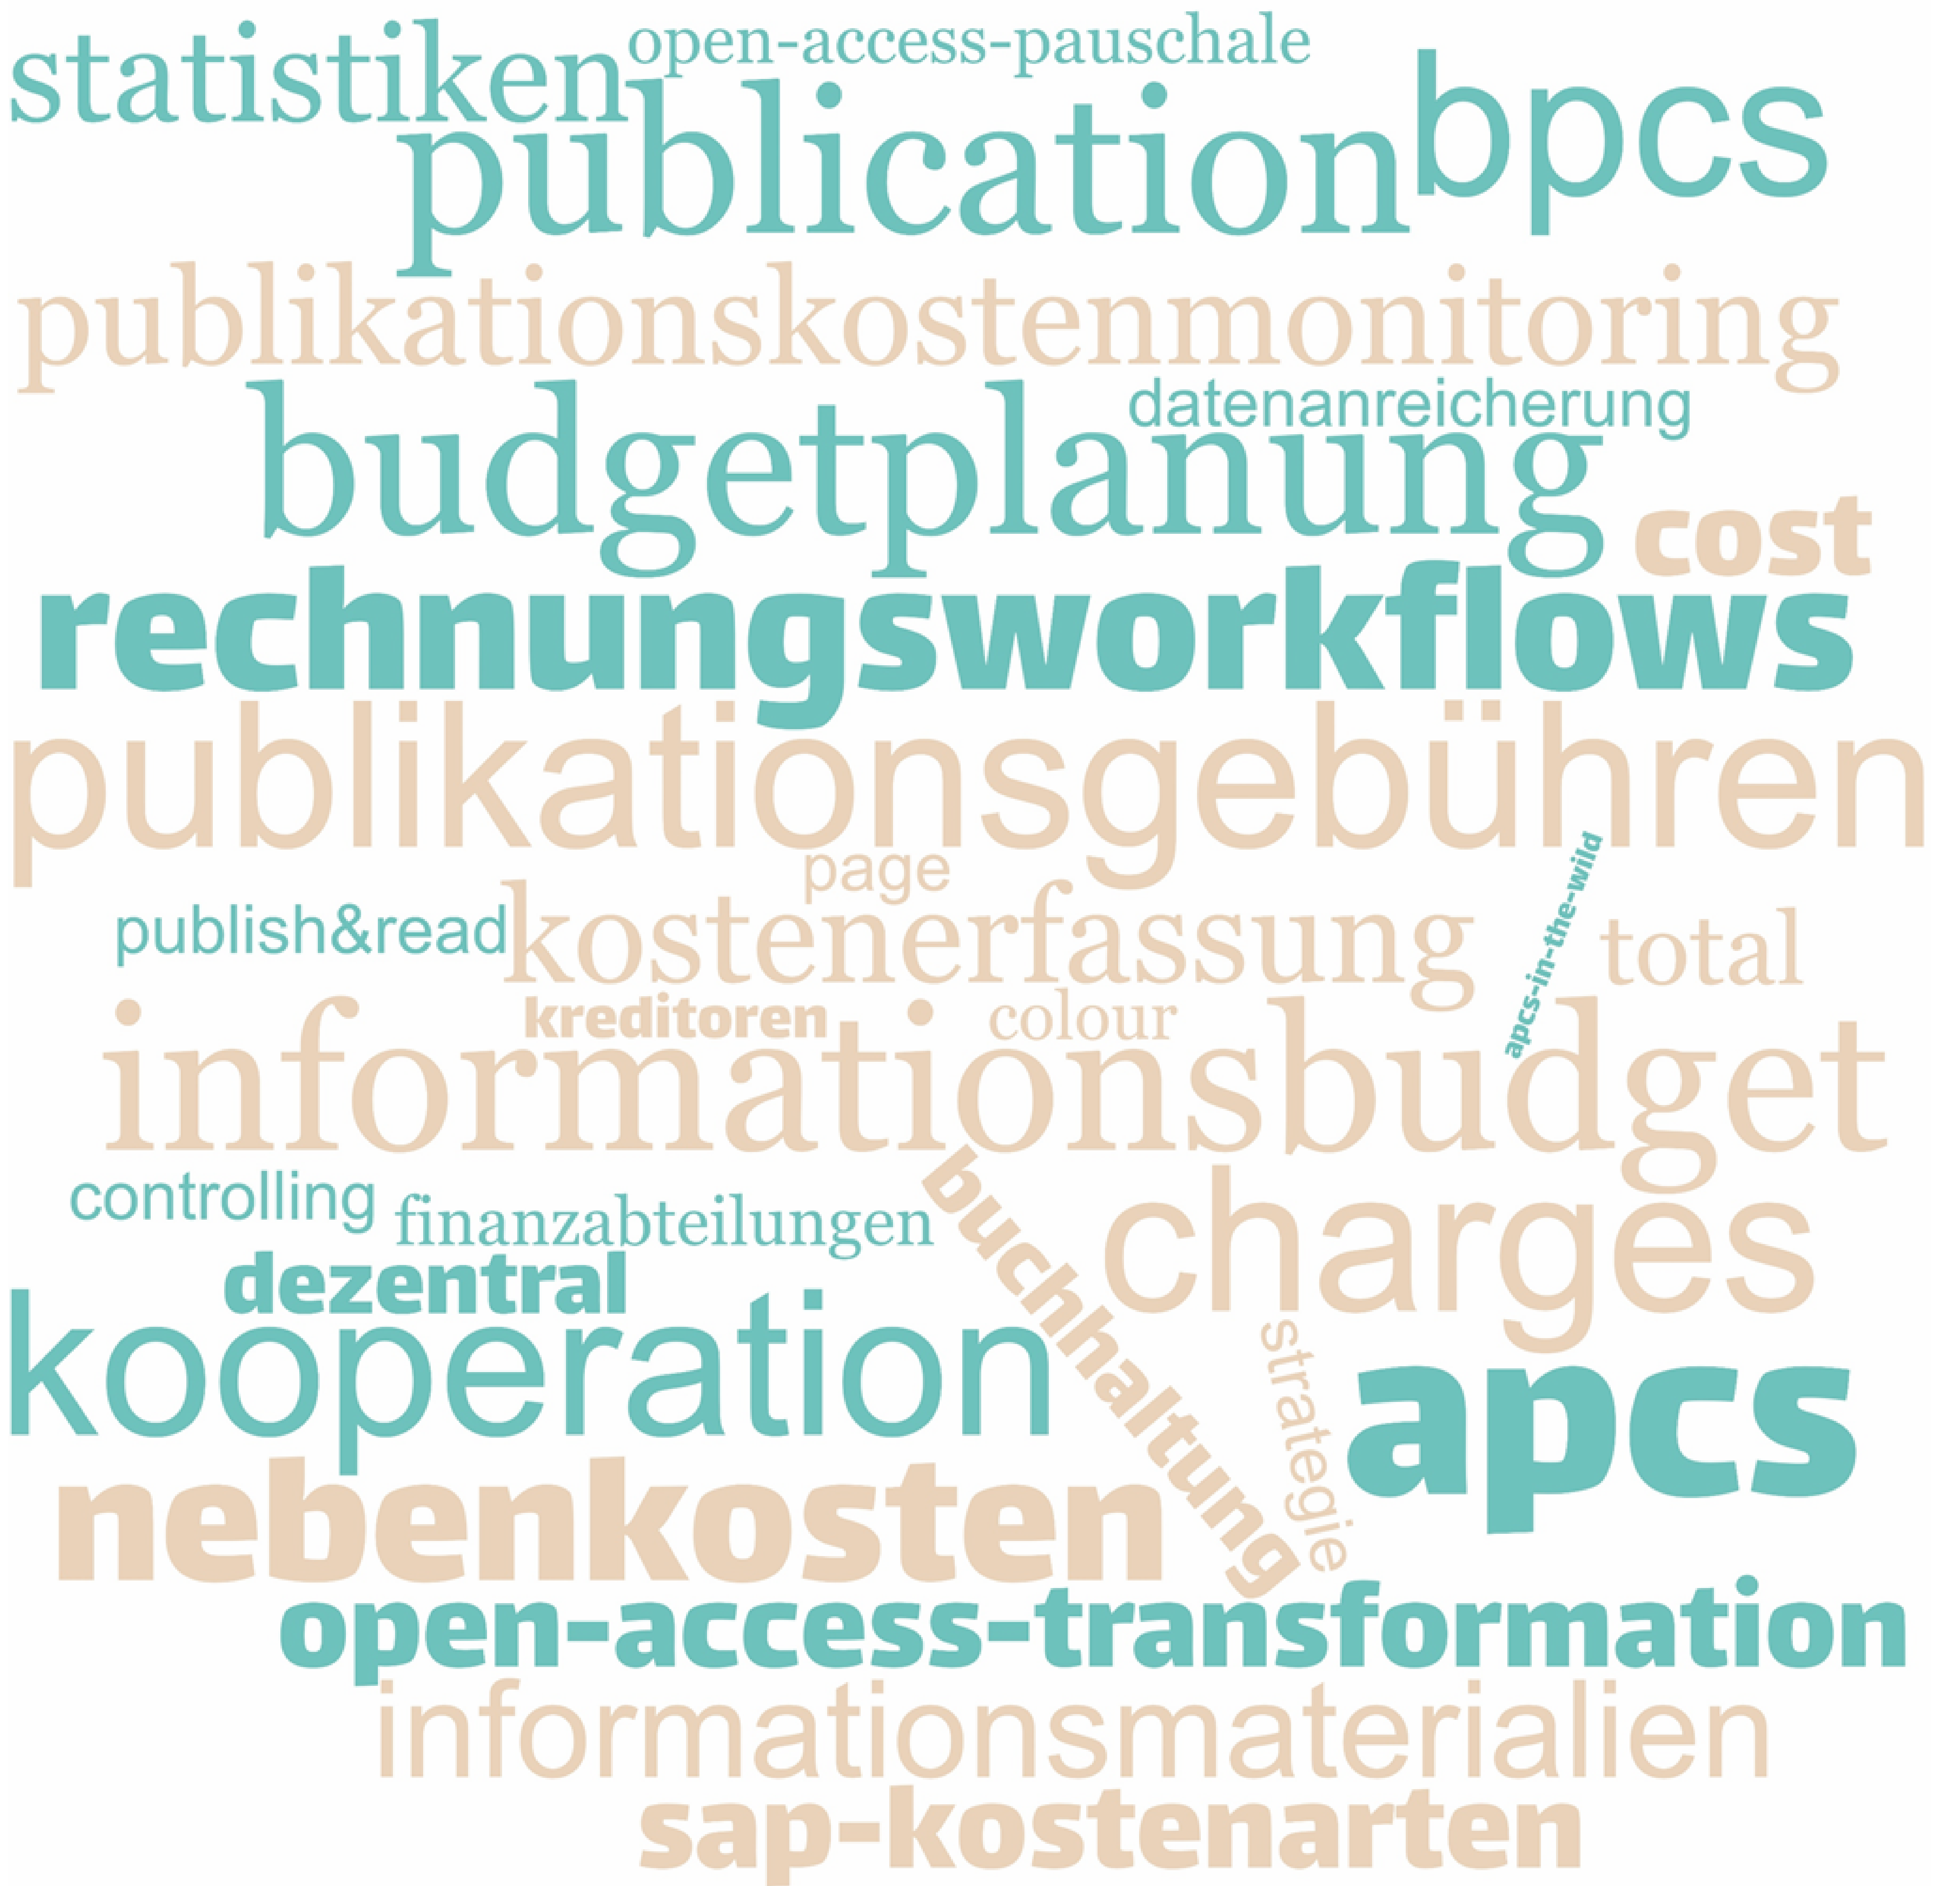 statistiken
open-access-pauschale
publication
bpcs
publikationskostenmonitoring
datenanreicherung
budgetplanung
cost
rechnungsworkflows
publikationsgebühren
page
apcs-in-the-wild
publish&read
kostenerfassung
total
kreditoren
colour
informationsbudget
controlling
finanzabteilungen
buchhaltung
charges
dezentral
kooperation
strategie
apcs
nebenkosten
open-access-transformation
informationsmaterialien
sap-kostenarten